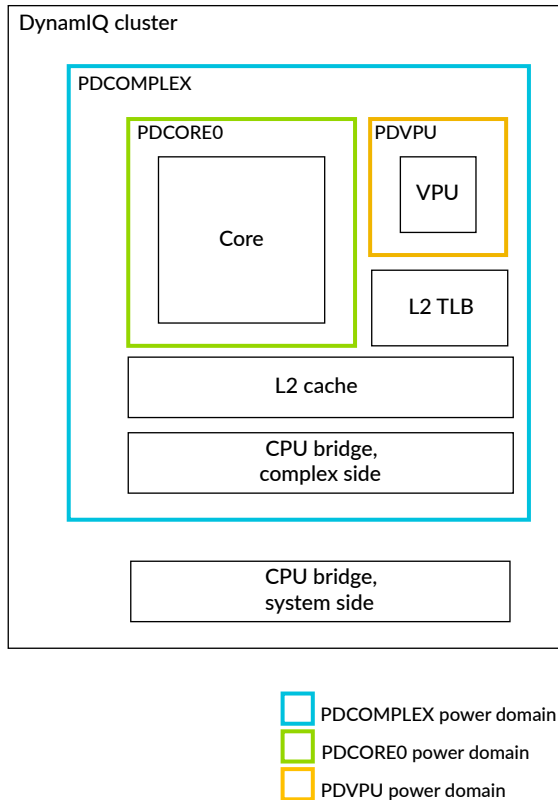 DynamIQ cluster
PDCOMPLEX
PDCORE0
PDVPU
Core
VPU
L2 TLB
L2 cache
CPU bridge,
complex side
CPU bridge,
system side
PDCOMPLEX power domain
PDCORE0 power domain
PDVPU power domain